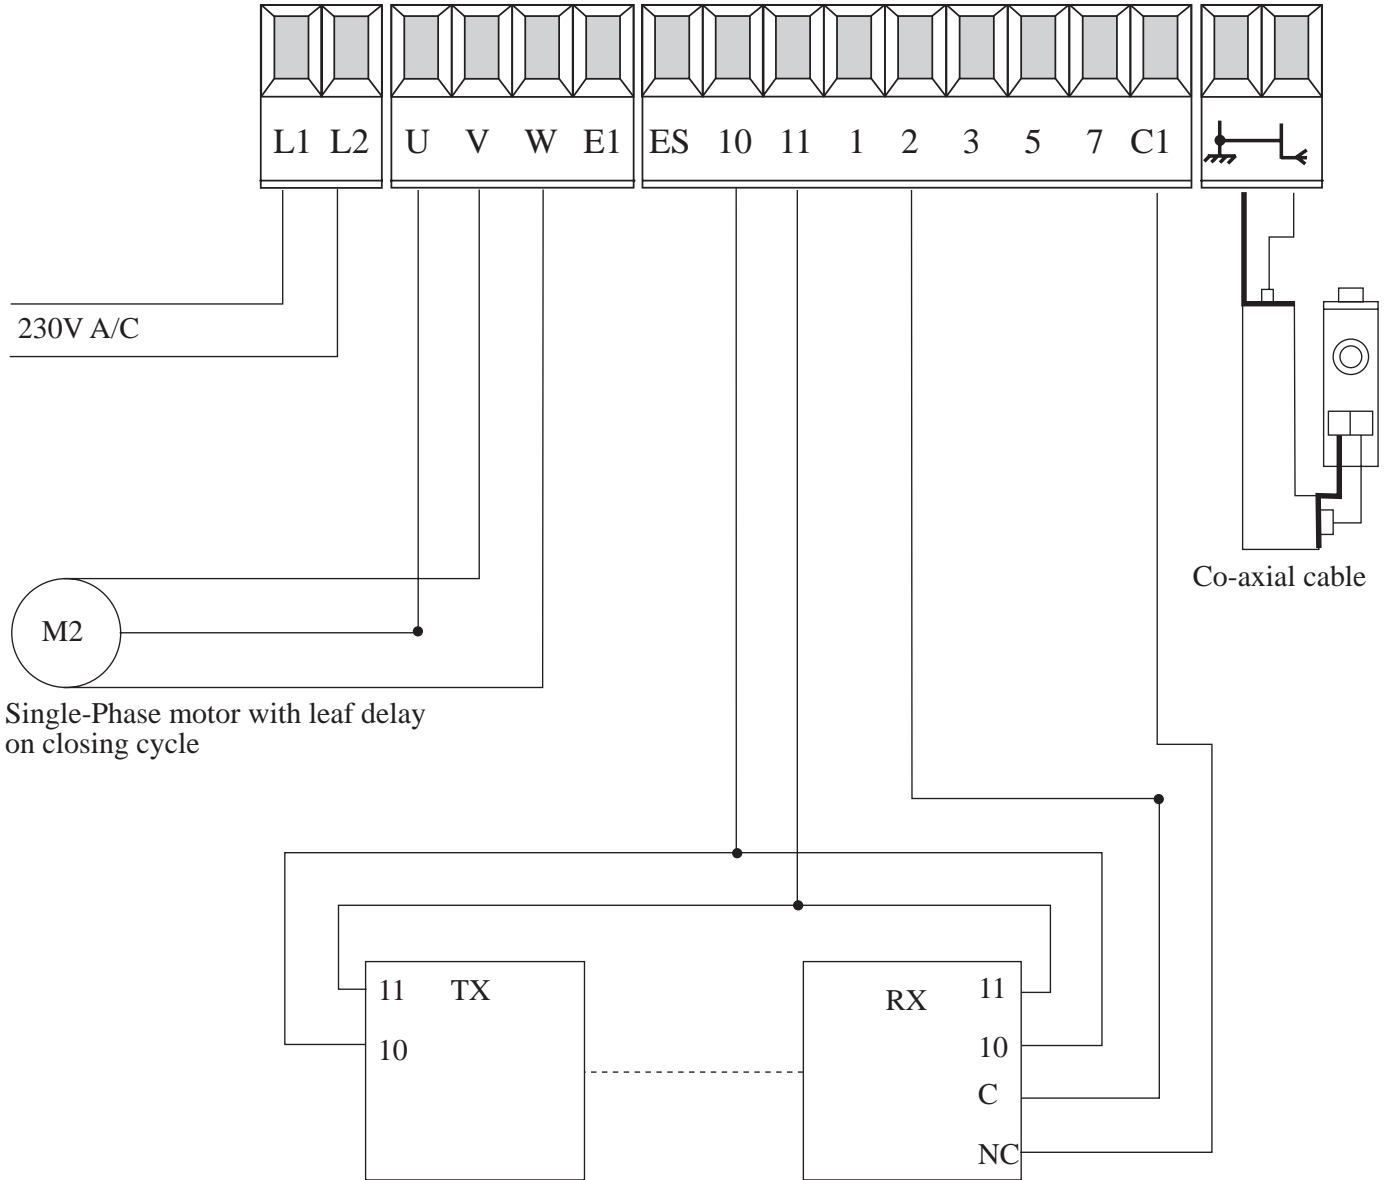 L1 L2 U V W E1 ES 10 11 1 2 3 5 7 C1
230V A/C
Co-axial cable
M2
Single-Phase motor with leaf delay
on closing cycle
11 TX
10
RX 11
10
C
NC